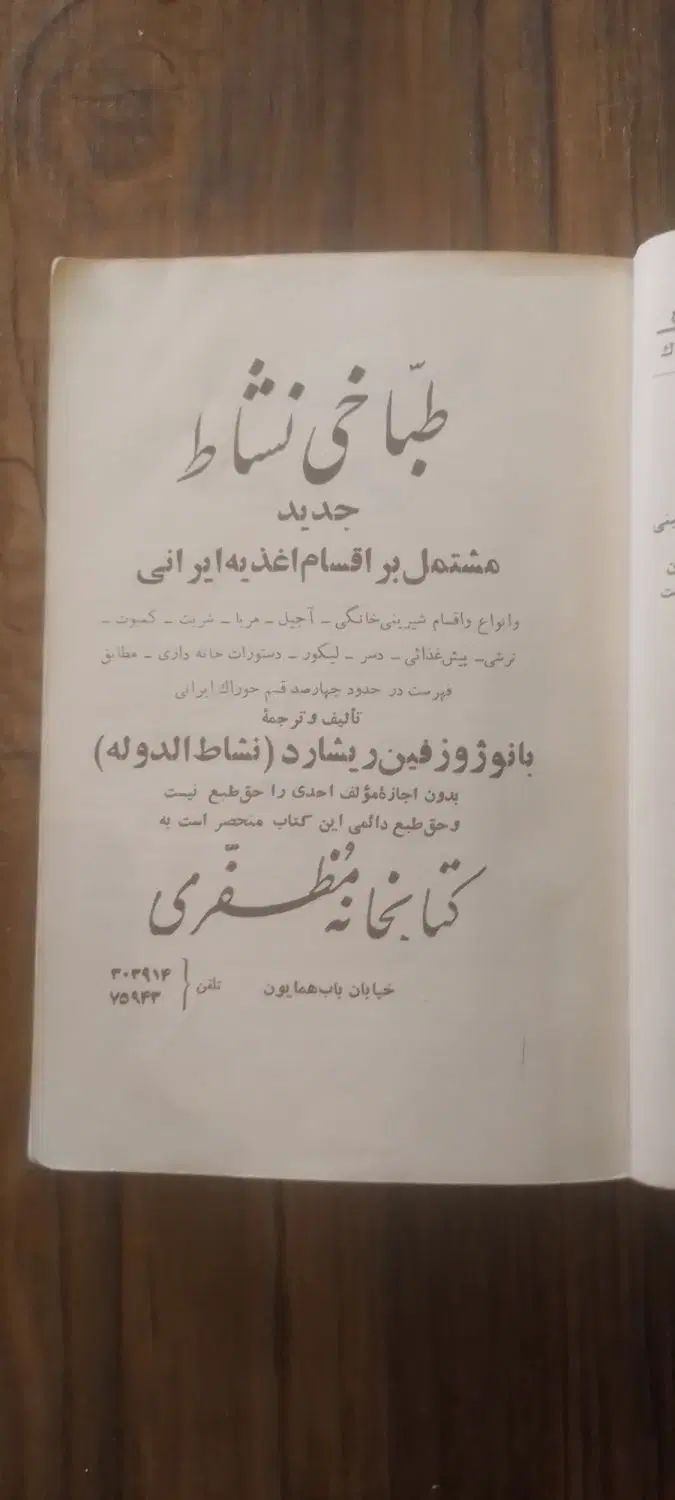 طبّاخی نشاط
جدید
مشتمل بر اقسام اغذیه ایرانی
وانواع واقسام شیرینی خانگی ـ آجیل ـ مربا ـ شربت ـ کمپوت ـ
ترشی ـ پیش غذائی ـ دسر ـ لیکور ـ دستورات خانه داری ـ مطابق
فهرست در حدود چهارصد قسم خوراك ایرانی
تألیف و ترجمهٔ
بانو ژوزفین ریشارد (نشاط الدوله)
بدون اجازهٔ مؤلف احدی را حق طبع نیست
و حق طبع دائمی این کتاب منحصر است به
کتابخانه مُظفّری
خیابان باب همایون تلفن { ۳۰۳۹۱۴
۷۵۹۴۳